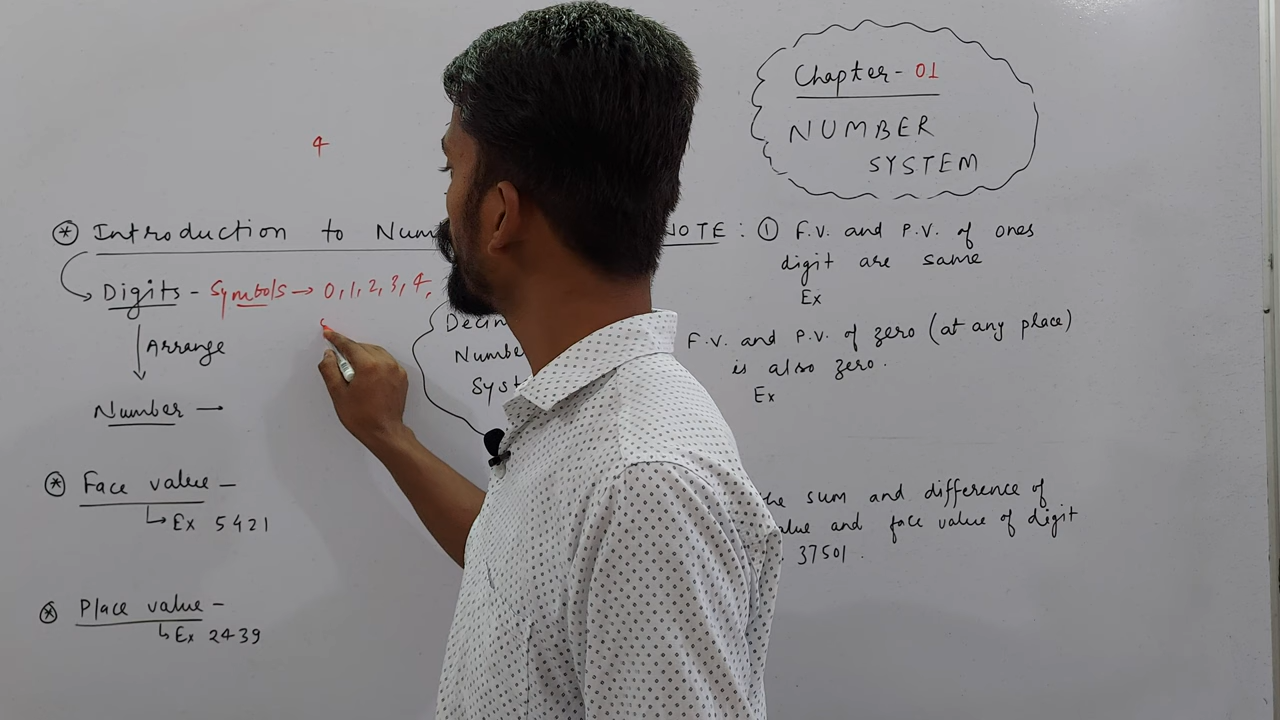 Chapter - 01
NUMBER
SYSTEM
4
* Introduction to Num
Digits - Symbols → 0, 1, 2, 3, 4,
Arrange
Number →
Decim
Numbe
Syst
* Face value -
Ex 5421
* Place value -
Ex 2439
NOTE : ① F.V. and P.V. of ones
digit are same
Ex
F.V. and P.V. of zero (at any place)
is also zero.
Ex
sum and difference of
and face value of digit
37501.